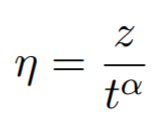 η = z / t^α